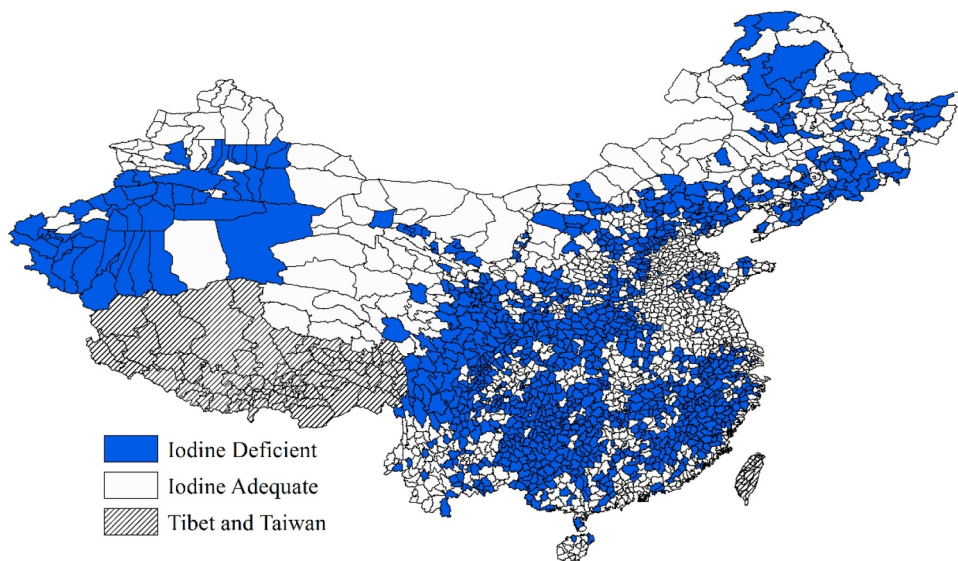 Iodine Deficient
Iodine Adequate
Tibet and Taiwan